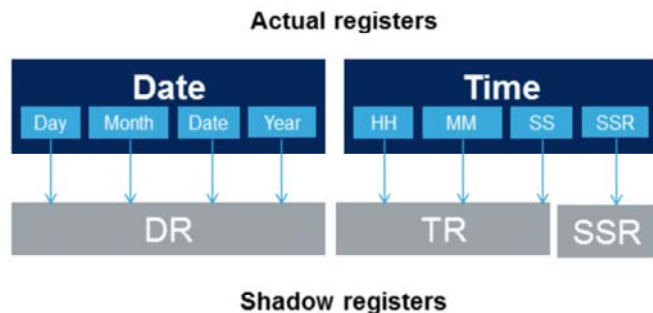 Actual registers
Date Time
Day Month Date Year HH MM SS SSR
DR TR SSR
Shadow registers